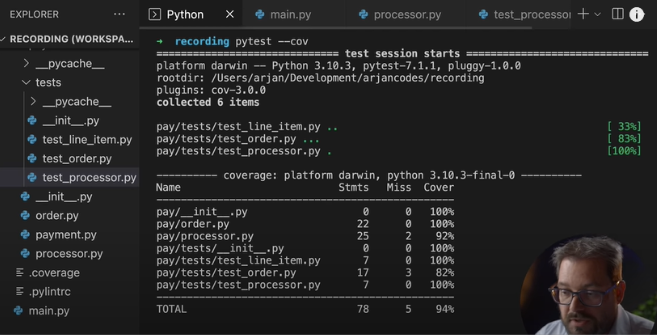 EXPLORER ...
RECORDING (WORKSPA...
__pycache__
tests
__pycache__
__init__.py
test_line_item.py
test_order.py
test_processor.py
__init__.py
order.py
payment.py
processor.py
.coverage
.pylintrc
main.py
Python main.py processor.py test_processor
→ recording pytest --cov
============================ test session starts ============================
platform darwin -- Python 3.10.3, pytest-7.1.1, pluggy-1.0.0
rootdir: /Users/arjan/Development/arjancodes/recording
plugins: cov-3.0.0
collected 6 items
pay/tests/test_line_item.py .. [ 33%]
pay/tests/test_order.py ... [ 83%]
pay/tests/test_processor.py . [100%]
---------- coverage: platform darwin, python 3.10.3-final-0 ----------
Name Stmts Miss Cover
-------------------------------------------------
pay/__init__.py 0 0 100%
pay/order.py 22 0 100%
pay/processor.py 25 2 92%
pay/tests/__init__.py 0 0 100%
pay/tests/test_line_item.py 7 0 100%
pay/tests/test_order.py 17 3 82%
pay/tests/test_processor.py 7 0 100%
-------------------------------------------------
TOTAL 78 5 94%